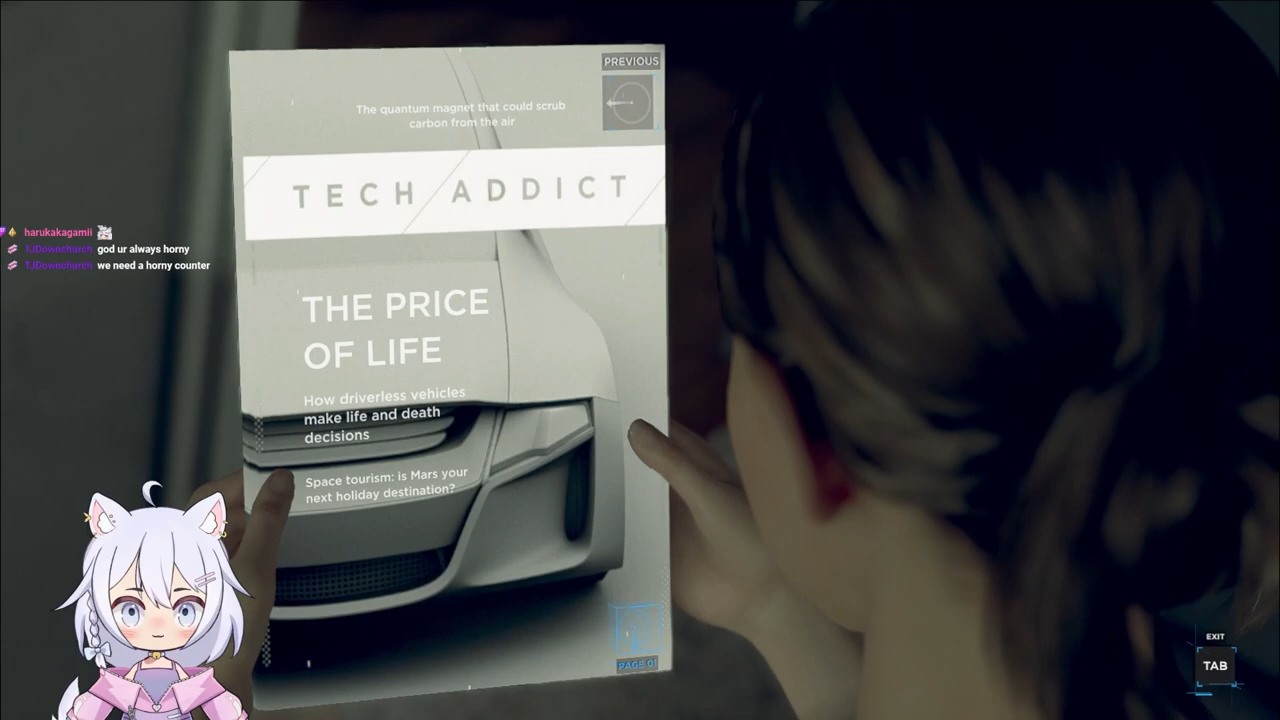 PREVIOUS
The quantum magnet that could scrub
carbon from the air
TECH ADDICT
THE PRICE
OF LIFE
How driverless vehicles
make life and death
decisions
Space tourism: is Mars your
next holiday destination?
PAGE 01
harukakagamii
TJDownchurch god ur always horny
TJDownchurch we need a horny counter
EXIT
TAB